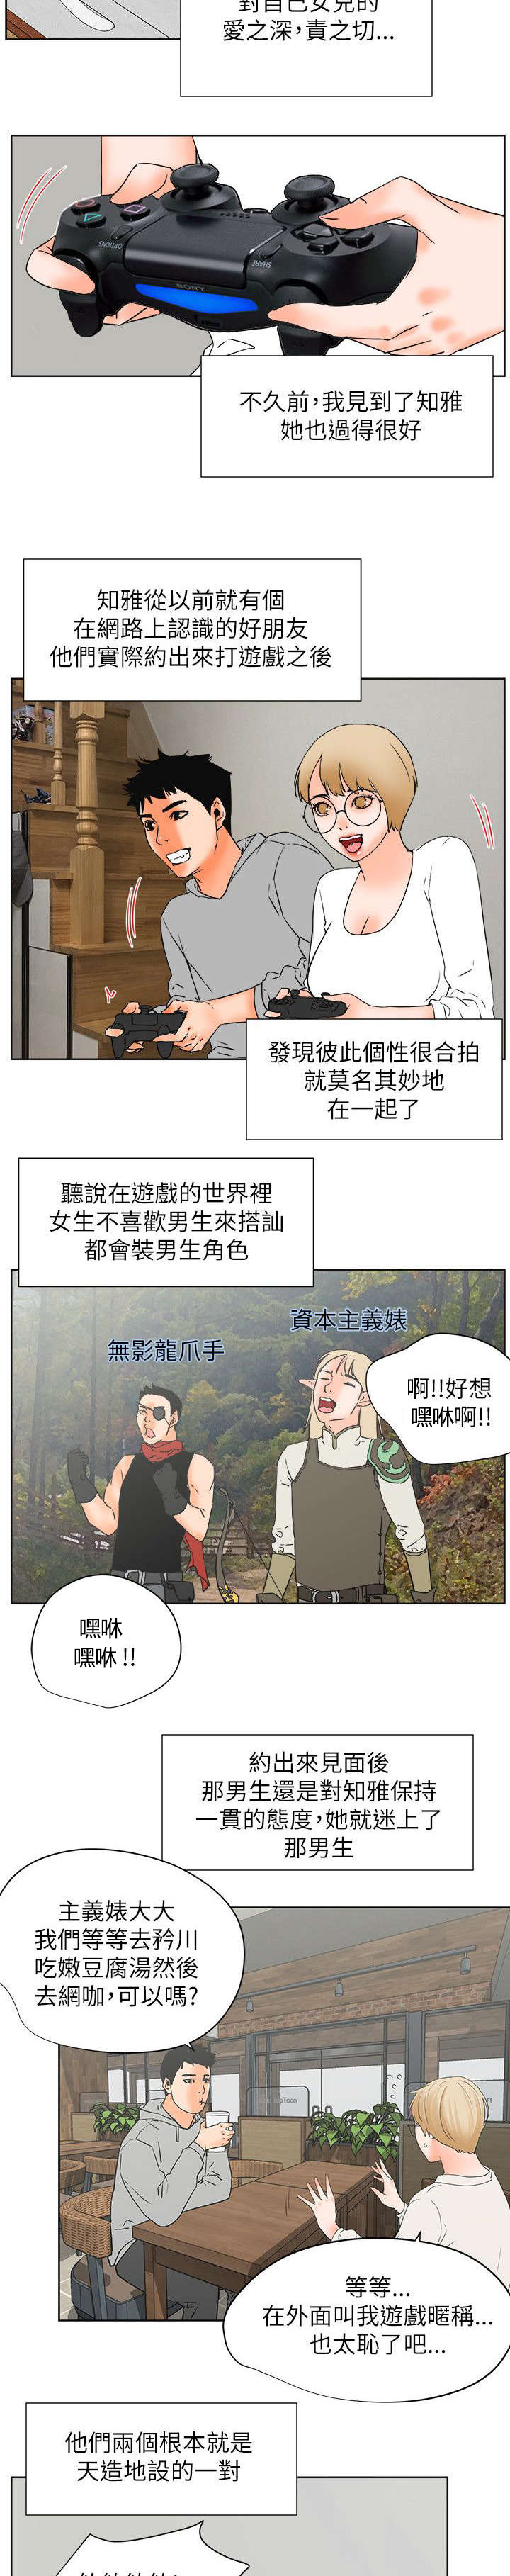 對自己女兒的
愛之深，責之切…
OPTIONS
SHARE
SONY
不久前，我見到了知雅
她也過得很好
知雅從以前就有個
在網路上認識的好朋友
他們實際約出來打遊戲之後
發現彼此個性很合拍
就莫名其妙地
在一起了
聽說在遊戲的世界裡
女生不喜歡男生來搭訕
都會裝男生角色
資本主義婊
無影龍爪手
啊!!好想
嘿咻啊!!
嘿咻
嘿咻!!
約出來見面後
那男生還是對知雅保持
一貫的態度，她就迷上了
那男生
主義婊大大
我們等等去矜川
吃嫩豆腐湯然後
去網咖，可以嗎?
等等…
在外面叫我遊戲暱稱…
也太恥了吧…
他們兩個根本就是
天造地設的一對